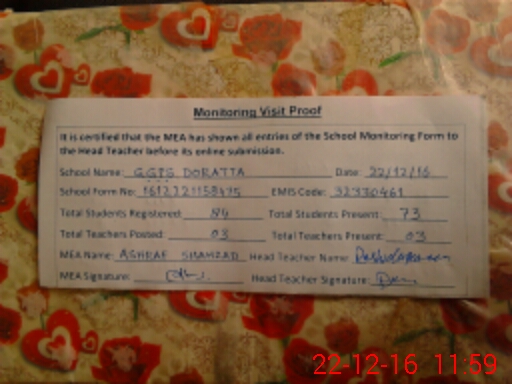 Monitoring Visit Proof
It is certified that the MEA has shown all entries of the School Monitoring Form to
the Head Teacher before its online submission.
School Name: GGPS DORATTA Date: 22/12/16
School Form No: EMIS Code: 32330461
Total Students Registered: 86 Total Students Present: 73
Total Teachers Posted: 03 Total Teachers Present: 03
MEA Name: ASHRAF SHAHZAD Head Teacher Name:
MEA Signature: Head Teacher Signature:
22-12-16 11:59